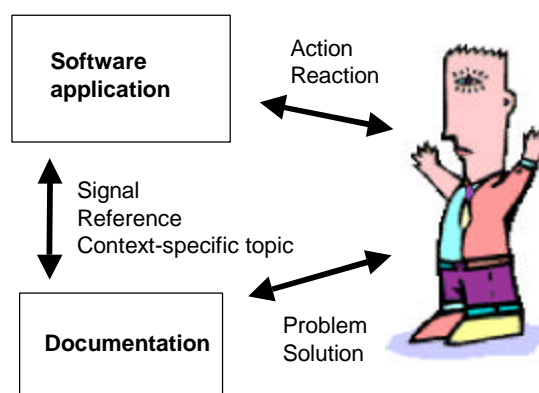 Software
application
Action
Reaction
Signal
Reference
Context-specific topic
Documentation
Problem
Solution